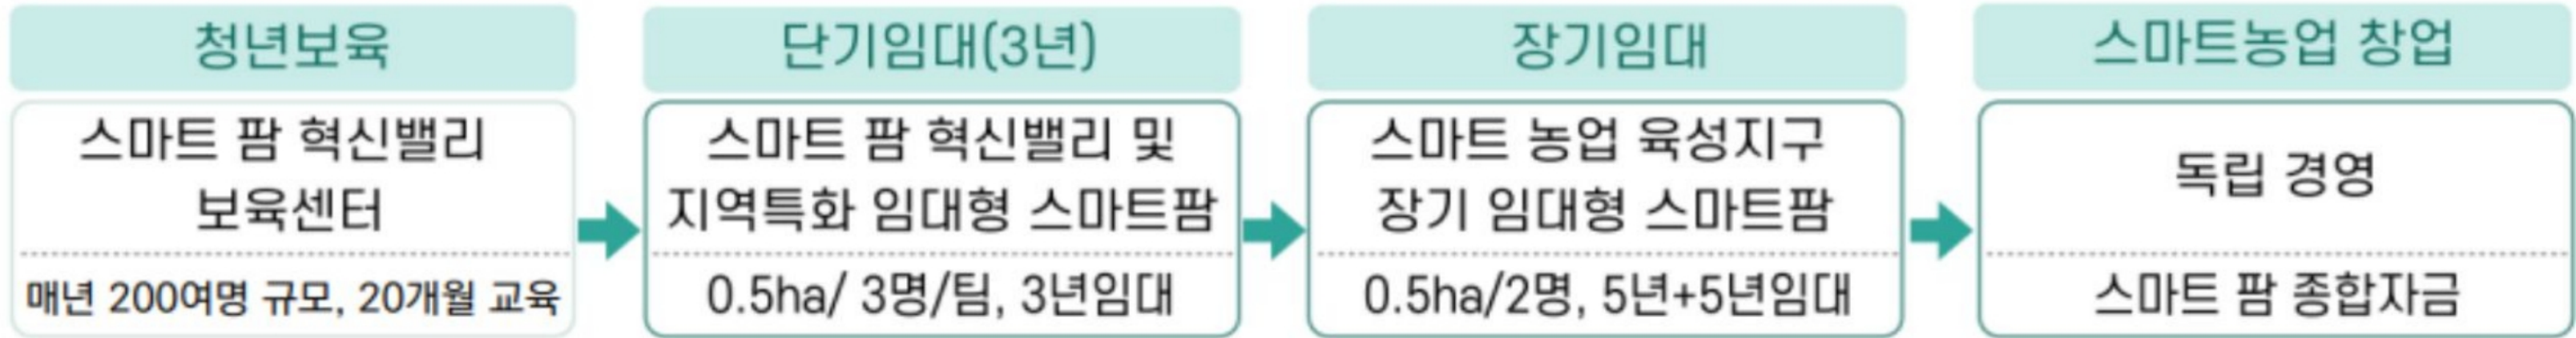 청년보육
스마트 팜 혁신밸리
보육센터
매년 200여명 규모, 20개월 교육
단기임대(3년)
스마트 팜 혁신밸리 및
지역특화 임대형 스마트팜
0.5ha/ 3명/팀, 3년임대
장기임대
스마트 농업 육성지구
장기 임대형 스마트팜
0.5ha/2명, 5년+5년임대
스마트농업 창업
독립 경영
스마트 팜 종합자금